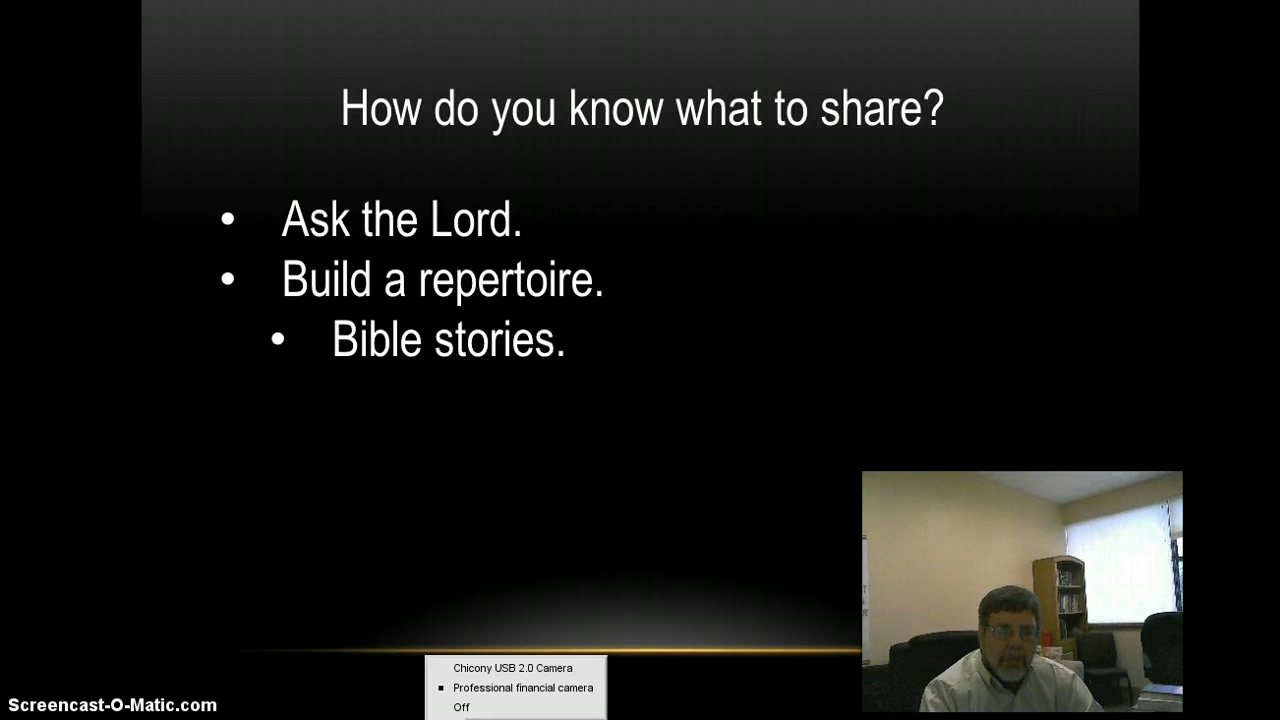 How do you know what to share?
• Ask the Lord.
• Build a repertoire.
• Bible stories.
Chicony USB 2.0 Camera
Professional financial camera
Off
Screencast-O-Matic.com